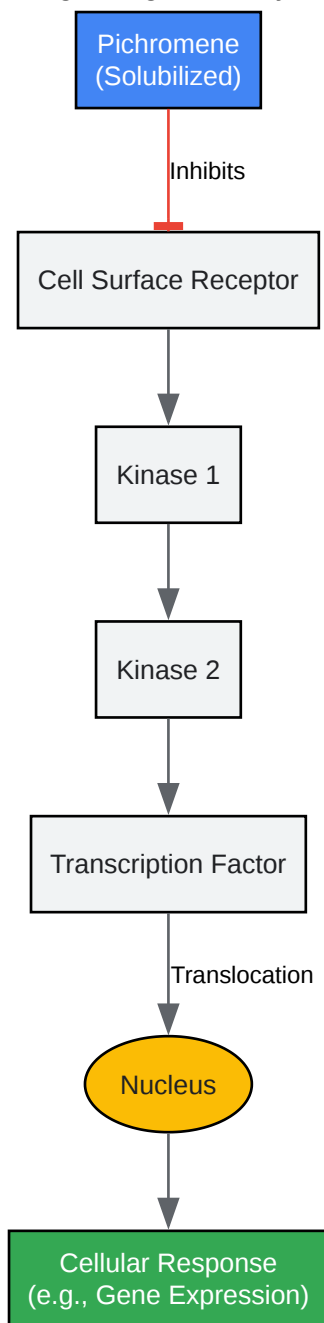 Pichromene
(Solubilized)
Inhibits
Cell Surface Receptor
Kinase 1
Kinase 2
Transcription Factor
Translocation
Nucleus
Cellular Response
(e.g., Gene Expression)